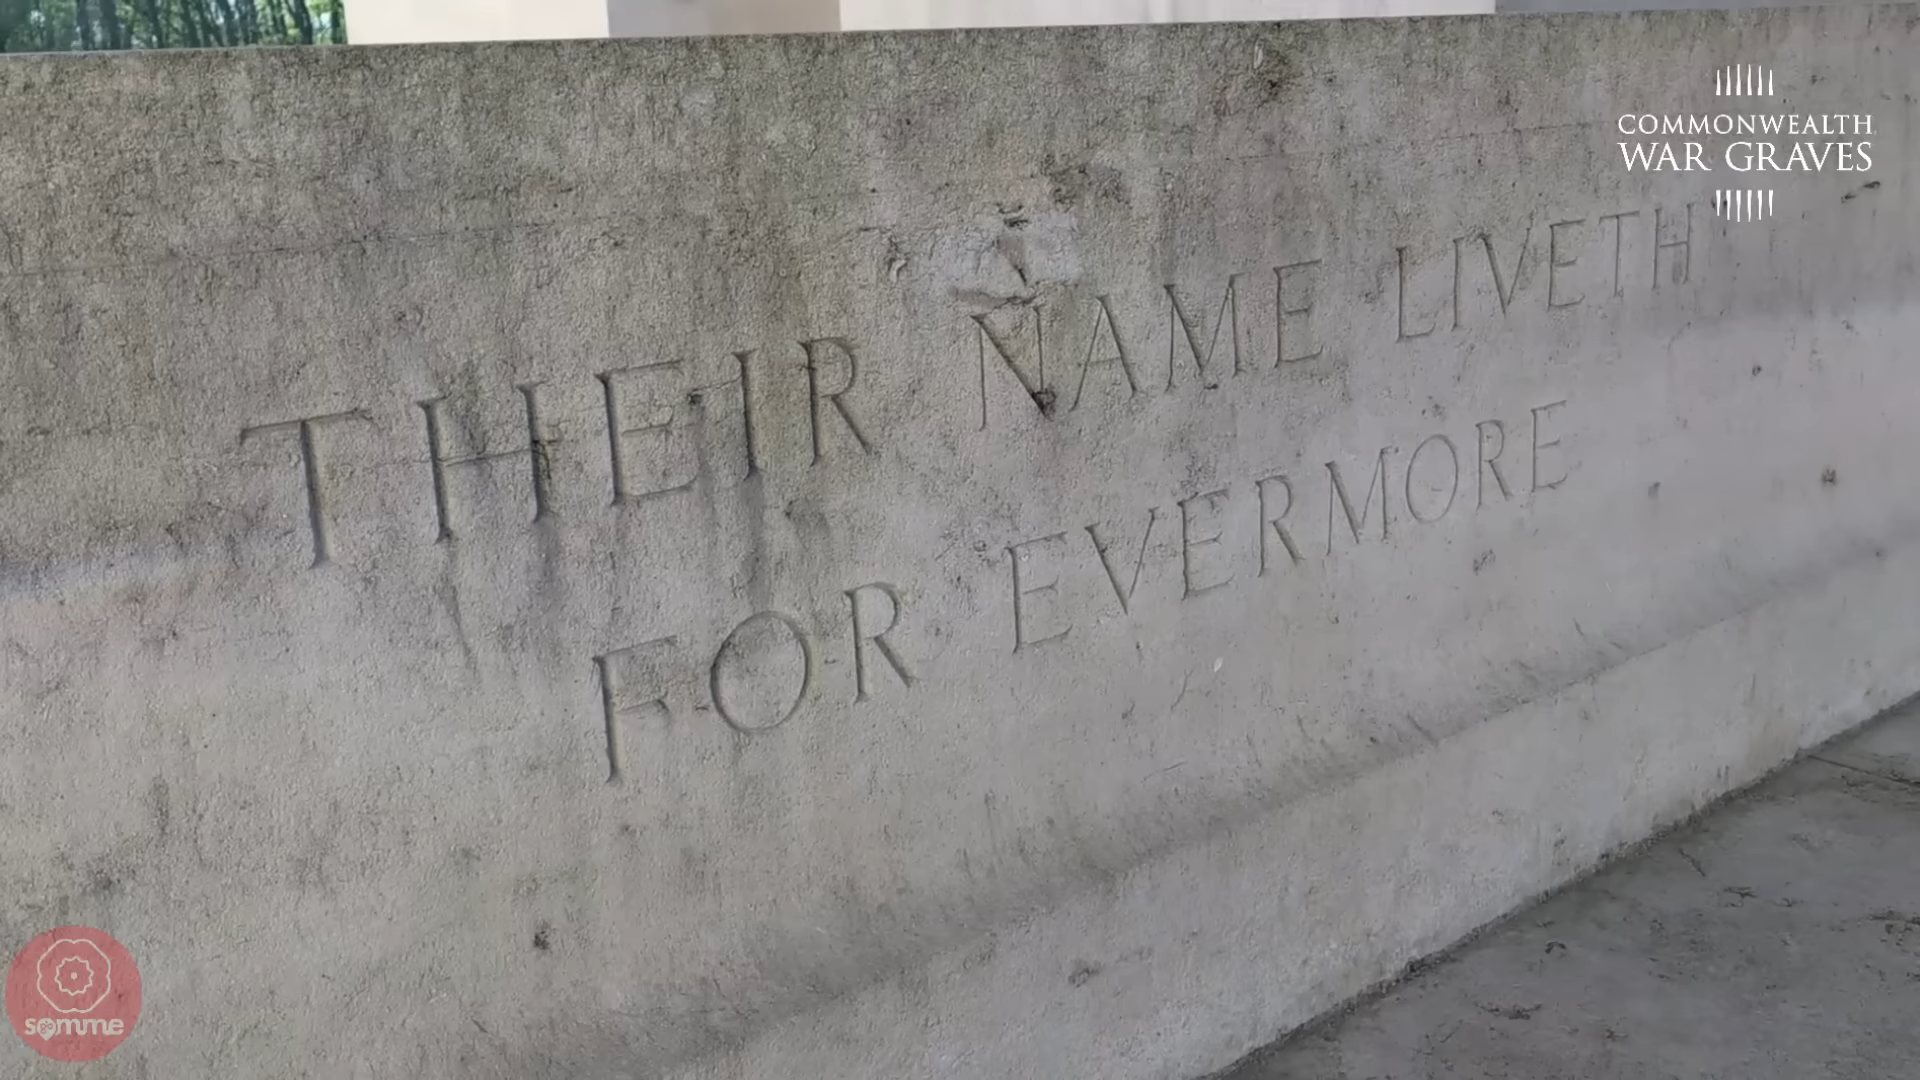 COMMONWEALTH
WAR GRAVES
THEIR NAME LIVETH
FOR EVERMORE
somme